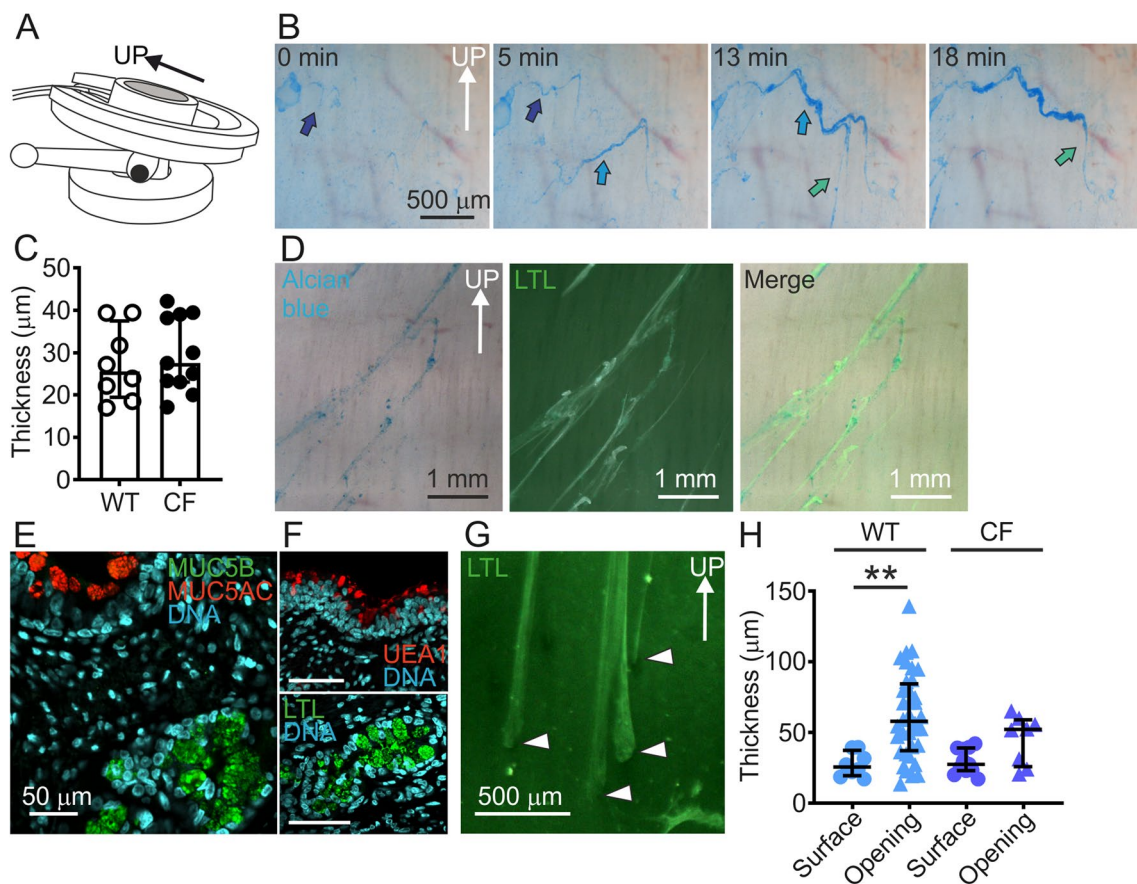 A
UP
B
0 min
UP
500 μm
5 min
13 min
18 min
C
Thickness (μm)
50
40
30
20
10
0
WT
CF
D
Alcian
blue
UP
1 mm
LTL
1 mm
Merge
1 mm
E
MUC5B
MUC5AC
DNA
50 μm
F
UEA1
DNA
LTL
DNA
G
LTL
UP
500 μm
H
WT
CF
**
Thickness (μm)
150
100
50
0
Surface
Opening
Surface
Opening